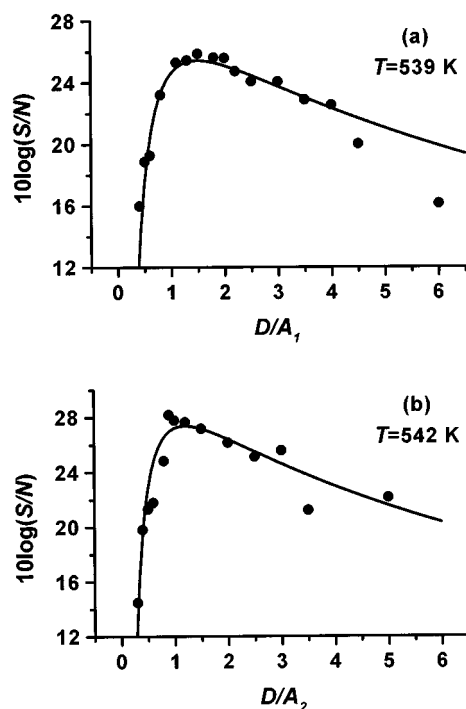 28
24
20
16
12
10log(S/N)
(a)
T=539 K
0 1 2 3 4 5 6
D/A₁
28
24
20
16
12
10log(S/N)
(b)
T=542 K
0 1 2 3 4 5 6
D/A₂